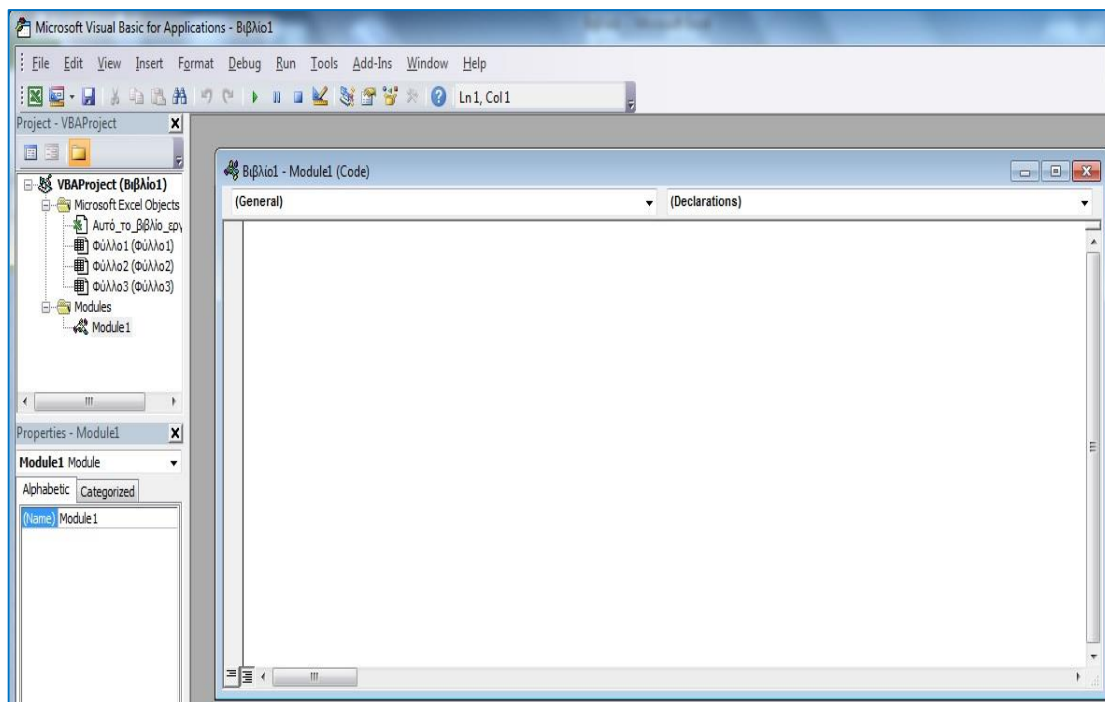 Microsoft Visual Basic for Applications - Βιβλίο1
File Edit View Insert Format Debug Run Tools Add-Ins Window Help
Ln 1, Col 1
Project - VBAProject
VBAProject (Βιβλίο1)
Microsoft Excel Objects
Αυτό_το_βιβλίο_εργ
Φύλλο1 (Φύλλο1)
Φύλλο2 (Φύλλο2)
Φύλλο3 (Φύλλο3)
Modules
Module1
Βιβλίο1 - Module1 (Code)
(General) (Declarations)
Properties - Module1
Module1 Module
Alphabetic Categorized
(Name) Module1